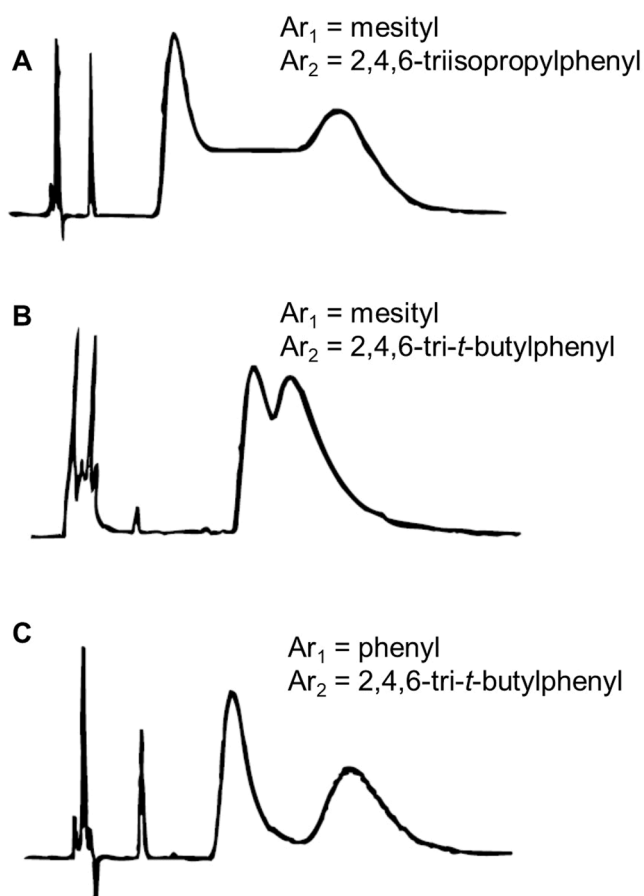 A
Ar₁ = mesityl
Ar₂ = 2,4,6-triisopropylphenyl
B
Ar₁ = mesityl
Ar₂ = 2,4,6-tri-t-butylphenyl
C
Ar₁ = phenyl
Ar₂ = 2,4,6-tri-t-butylphenyl